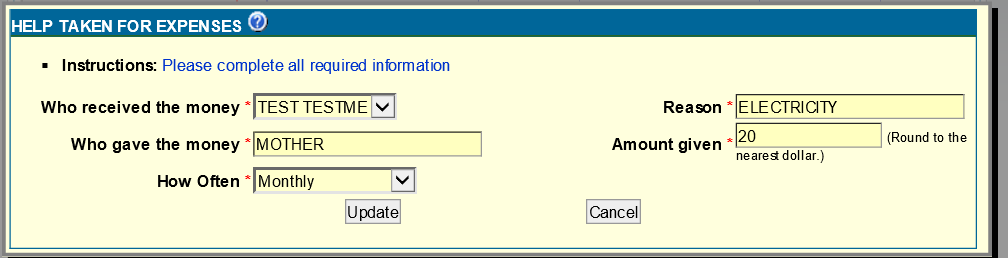 HELP TAKEN FOR EXPENSES ?
▪ Instructions: Please complete all required information
Who received the money * TEST TESTME
Reason * ELECTRICITY
Who gave the money * MOTHER
Amount given * 20 (Round to the
nearest dollar.)
How Often * Monthly
Update
Cancel